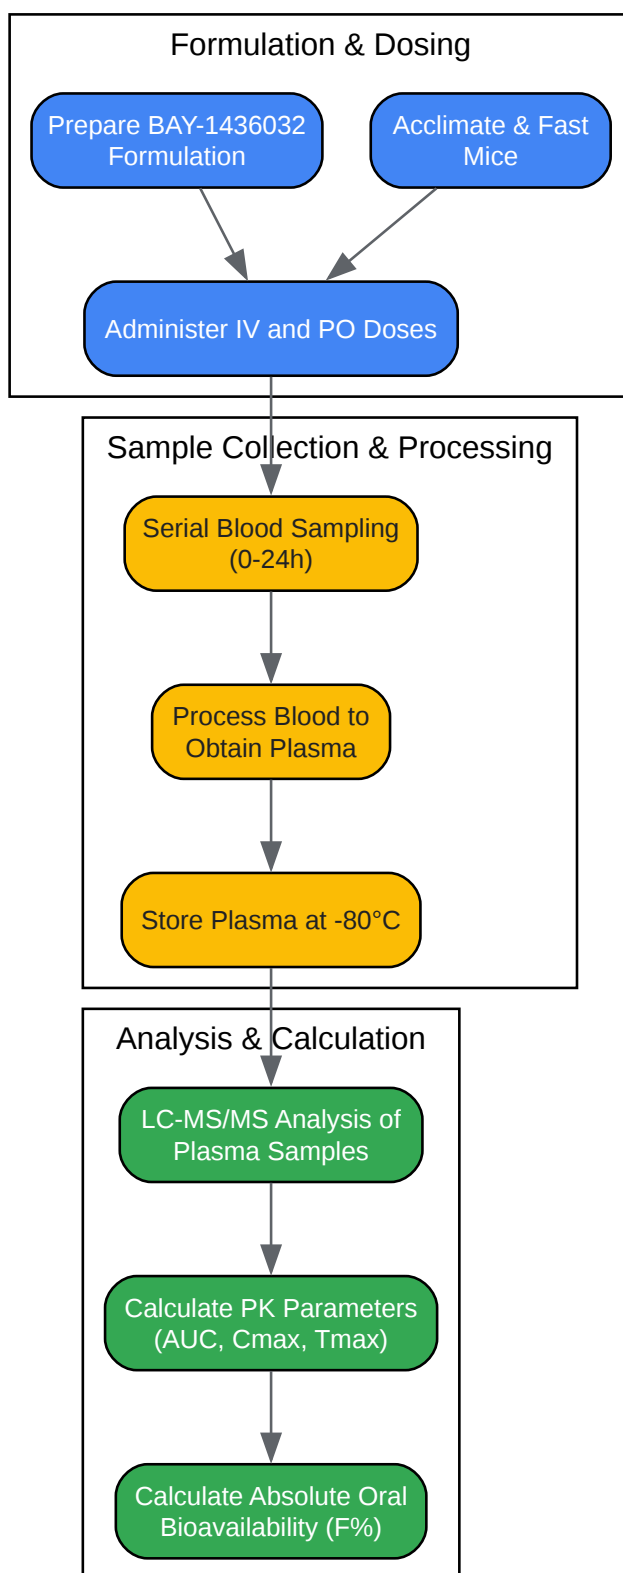 Formulation & Dosing
Prepare BAY-1436032
Formulation
Acclimate & Fast
Mice
Administer IV and PO Doses
Sample Collection & Processing
Serial Blood Sampling
(0-24h)
Process Blood to
Obtain Plasma
Store Plasma at -80°C
Analysis & Calculation
LC-MS/MS Analysis of
Plasma Samples
Calculate PK Parameters
(AUC, Cmax, Tmax)
Calculate Absolute Oral
Bioavailability (F%)